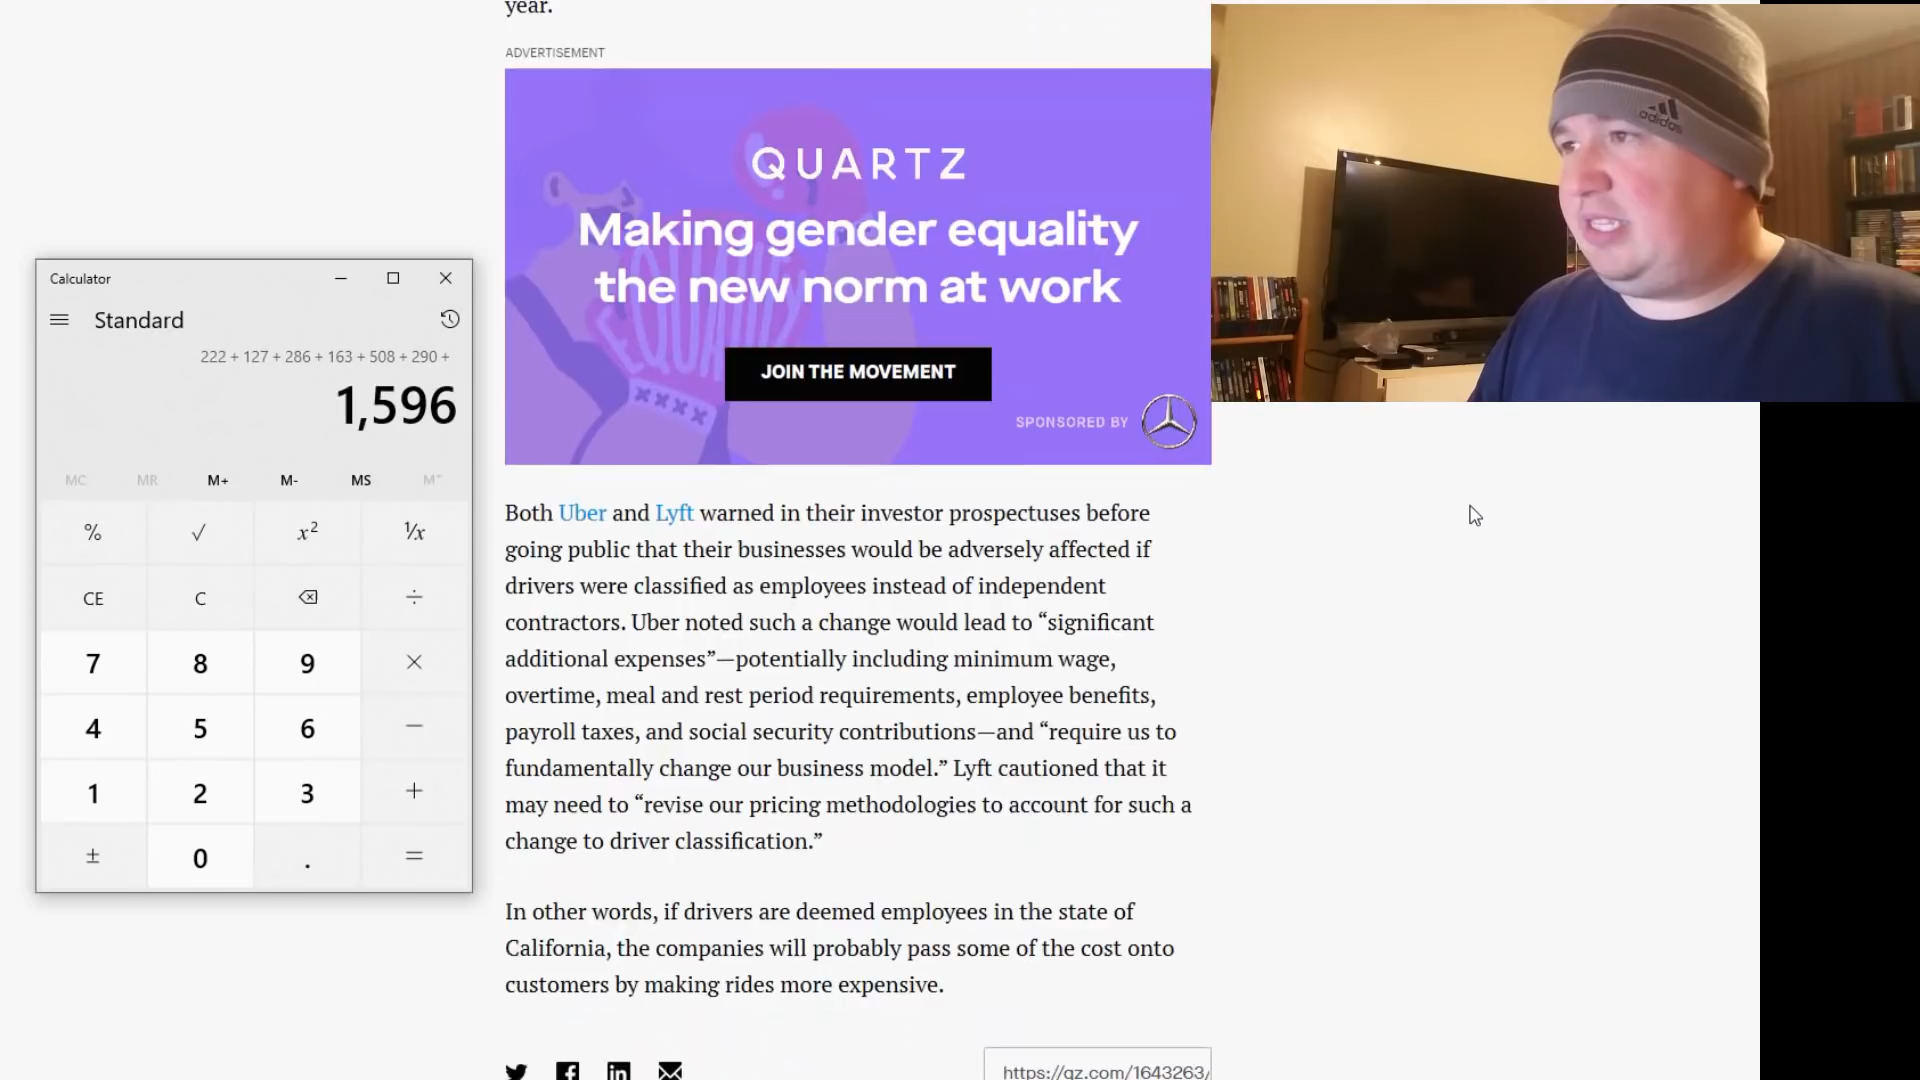 year.
ADVERTISEMENT
QUARTZ
Making gender equality
the new norm at work
JOIN THE MOVEMENT
SPONSORED BY
adidas
Calculator
Standard
222 + 127 + 286 + 163 + 508 + 290 +
1,596
MC MR M+ M- MS
% √ x² ¹/x
CE C ÷
7 8 9 ×
4 5 6 −
1 2 3 +
± 0 . =
Both Uber and Lyft warned in their investor prospectuses before
going public that their businesses would be adversely affected if
drivers were classified as employees instead of independent
contractors. Uber noted such a change would lead to “significant
additional expenses”—potentially including minimum wage,
overtime, meal and rest period requirements, employee benefits,
payroll taxes, and social security contributions—and “require us to
fundamentally change our business model.” Lyft cautioned that it
may need to “revise our pricing methodologies to account for such a
change to driver classification.”
In other words, if drivers are deemed employees in the state of
California, the companies will probably pass some of the cost onto
customers by making rides more expensive.
https://qz.com/1643263/